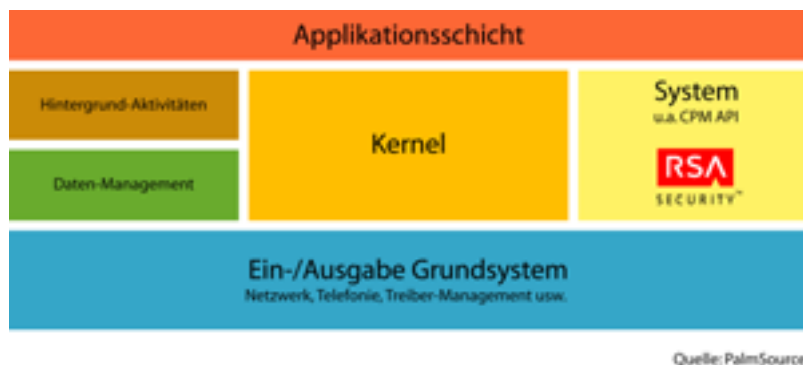 Applikationsschicht
Hintergrund-Aktivitäten
Daten-Management
Kernel
System
u.a. CPM API
RSA
SECURITY™
Ein-/Ausgabe Grundsystem
Netzwerk, Telefonie, Treiber-Management usw.
Quelle: PalmSource